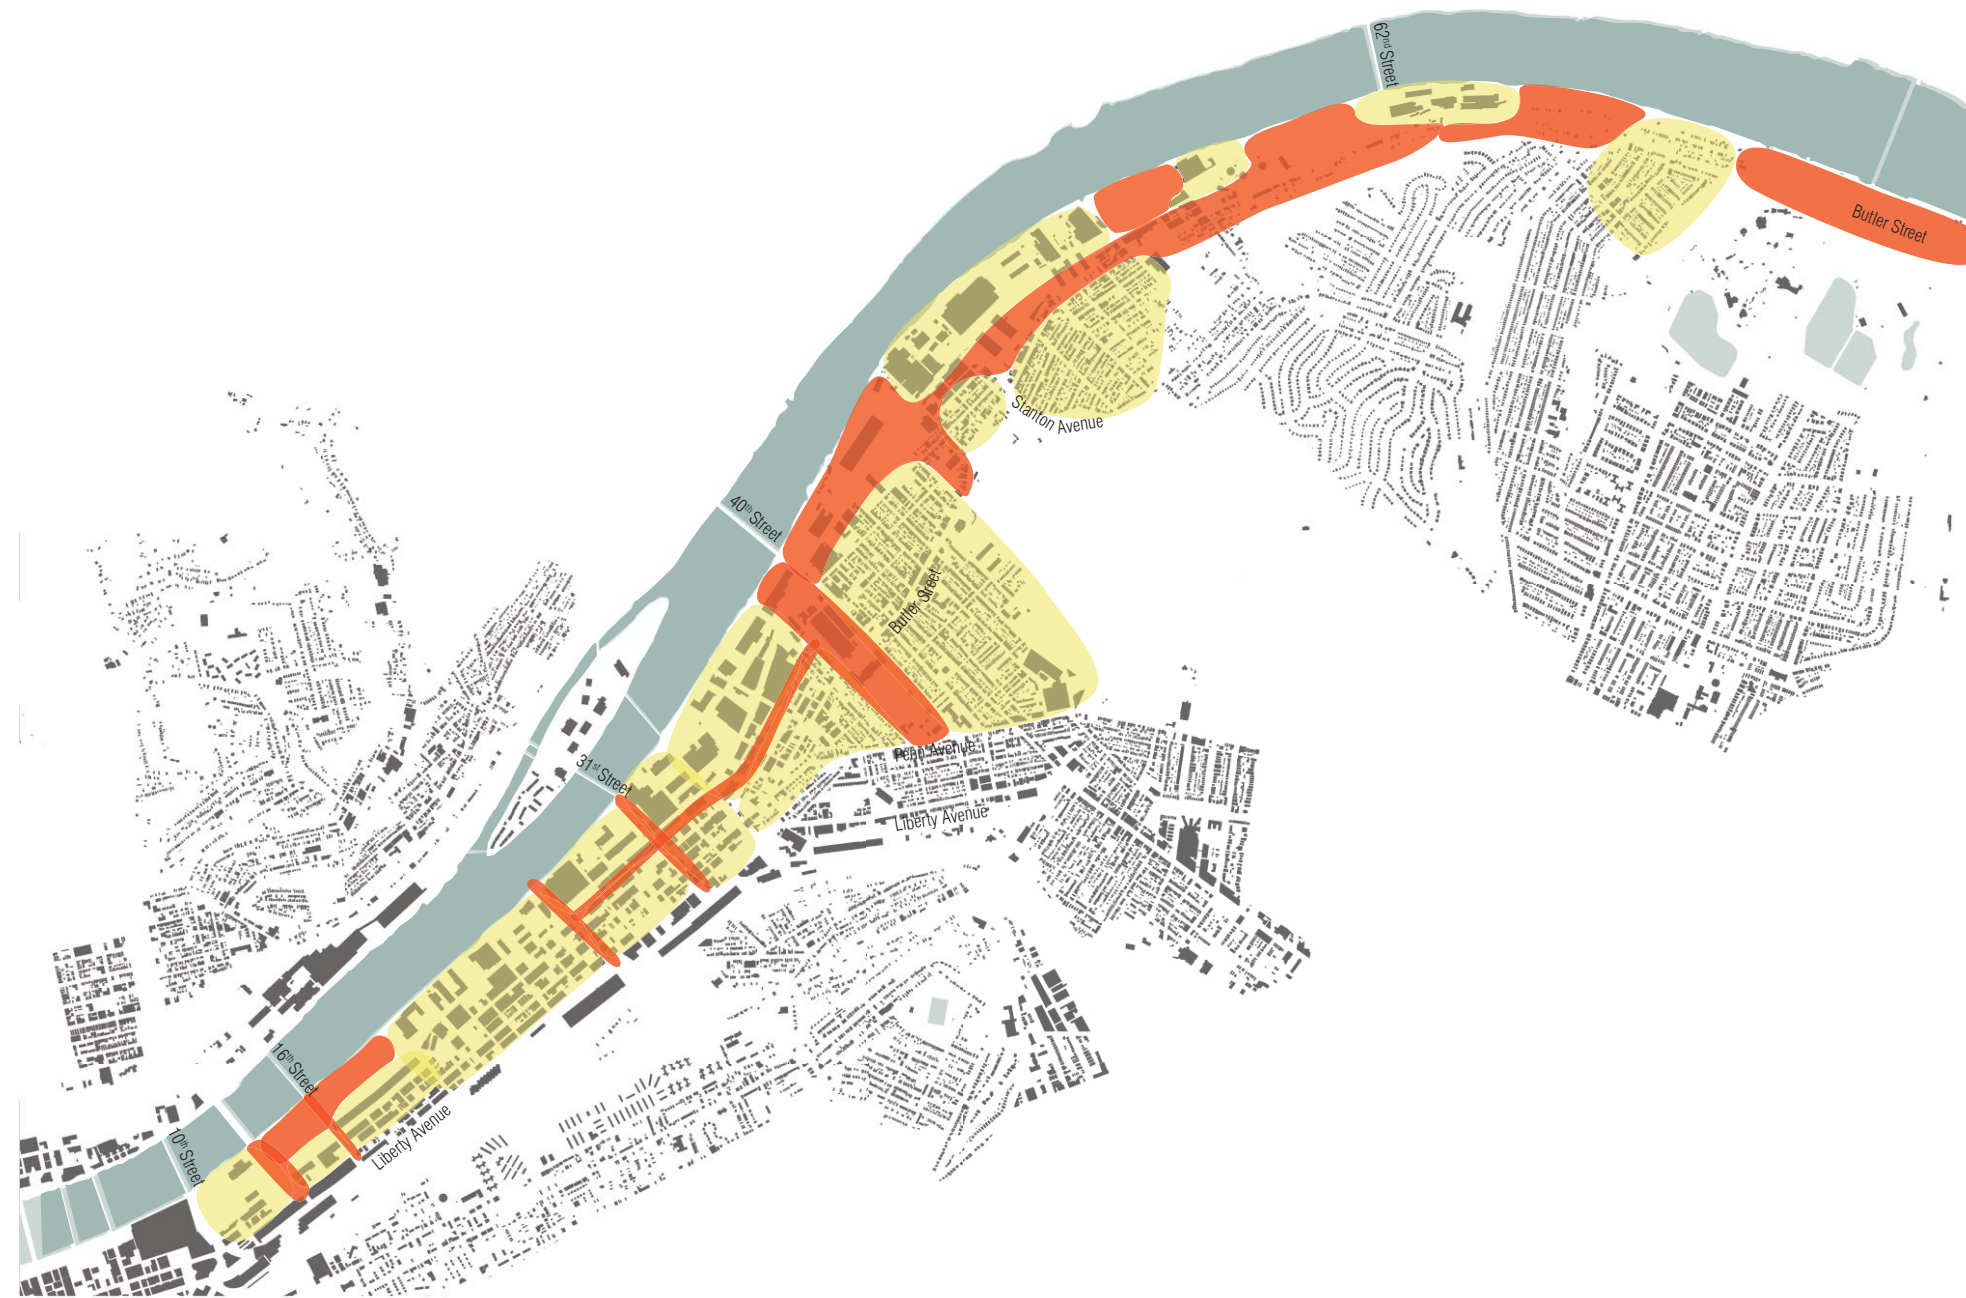 62nd Street
Butler Street
Stanton Avenue
40th Street
Butler Street
Penn Avenue
31st Street
Liberty Avenue
16th Street
Liberty Avenue
10th Street